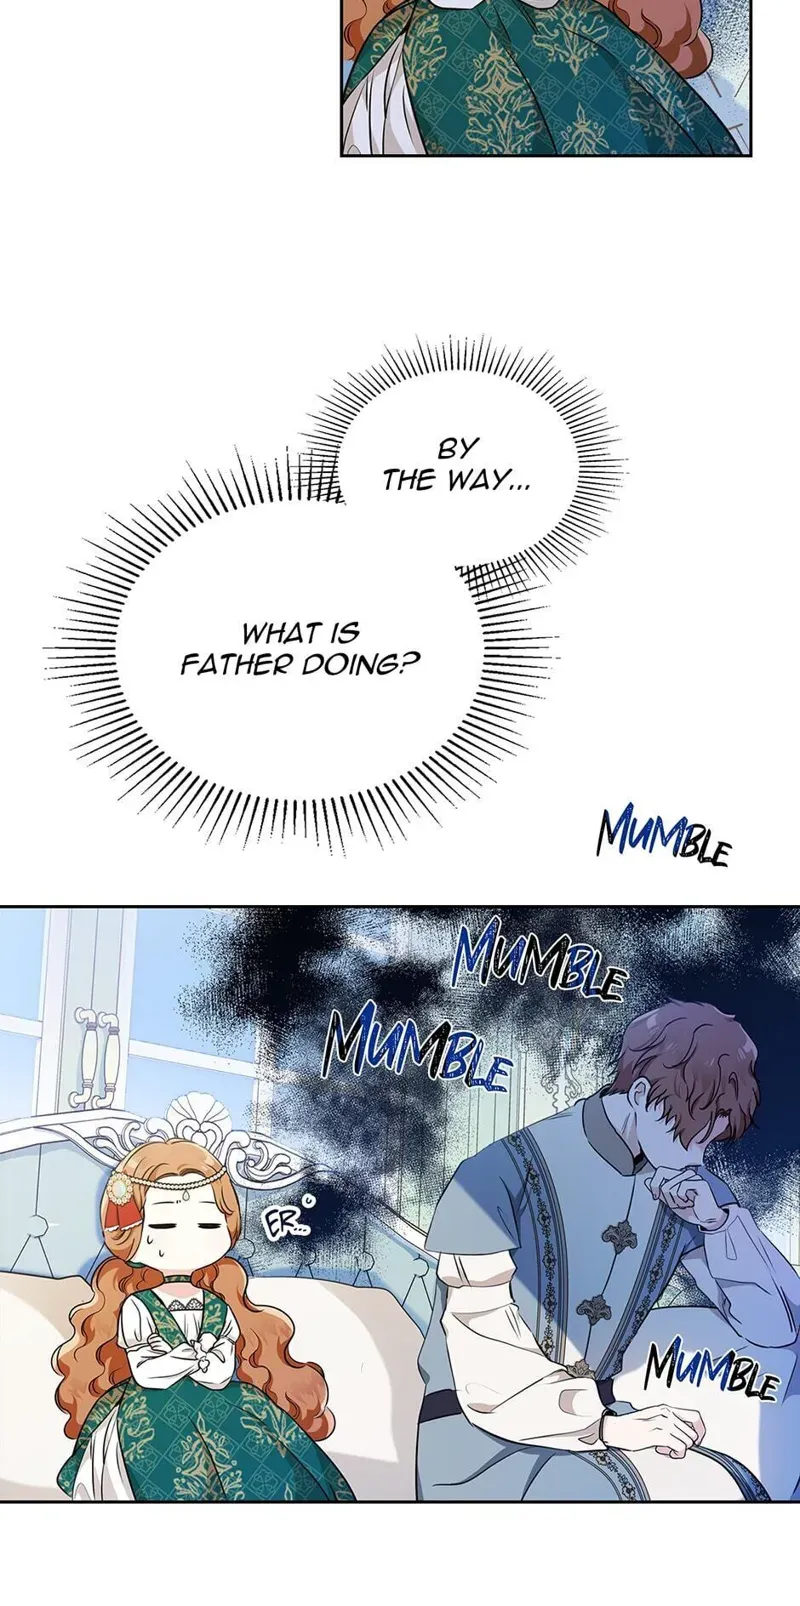 BY
THE WAY...
WHAT IS
FATHER DOING?
MUMBLE
MUMBLE
MUMBLE
ER...
MUMBLE